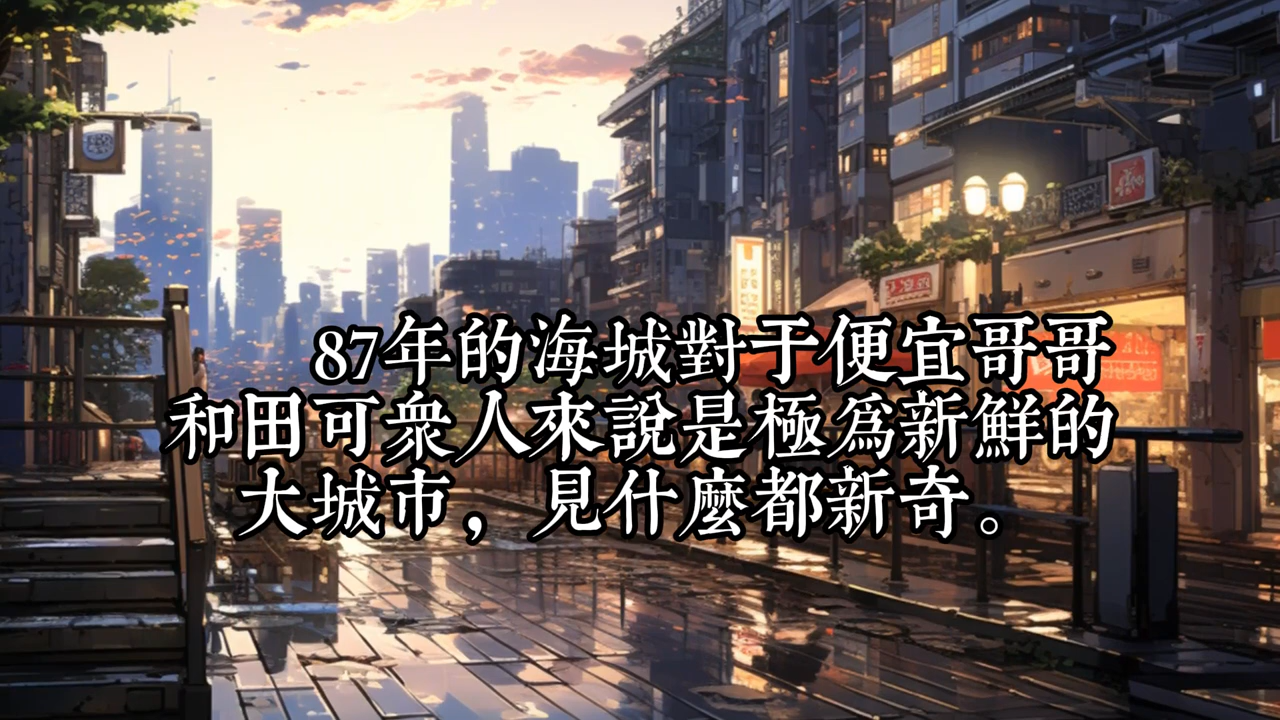 87年的海城對于便宜哥哥
和田可衆人來說是極爲新鮮的
大城市，見什麼都新奇。